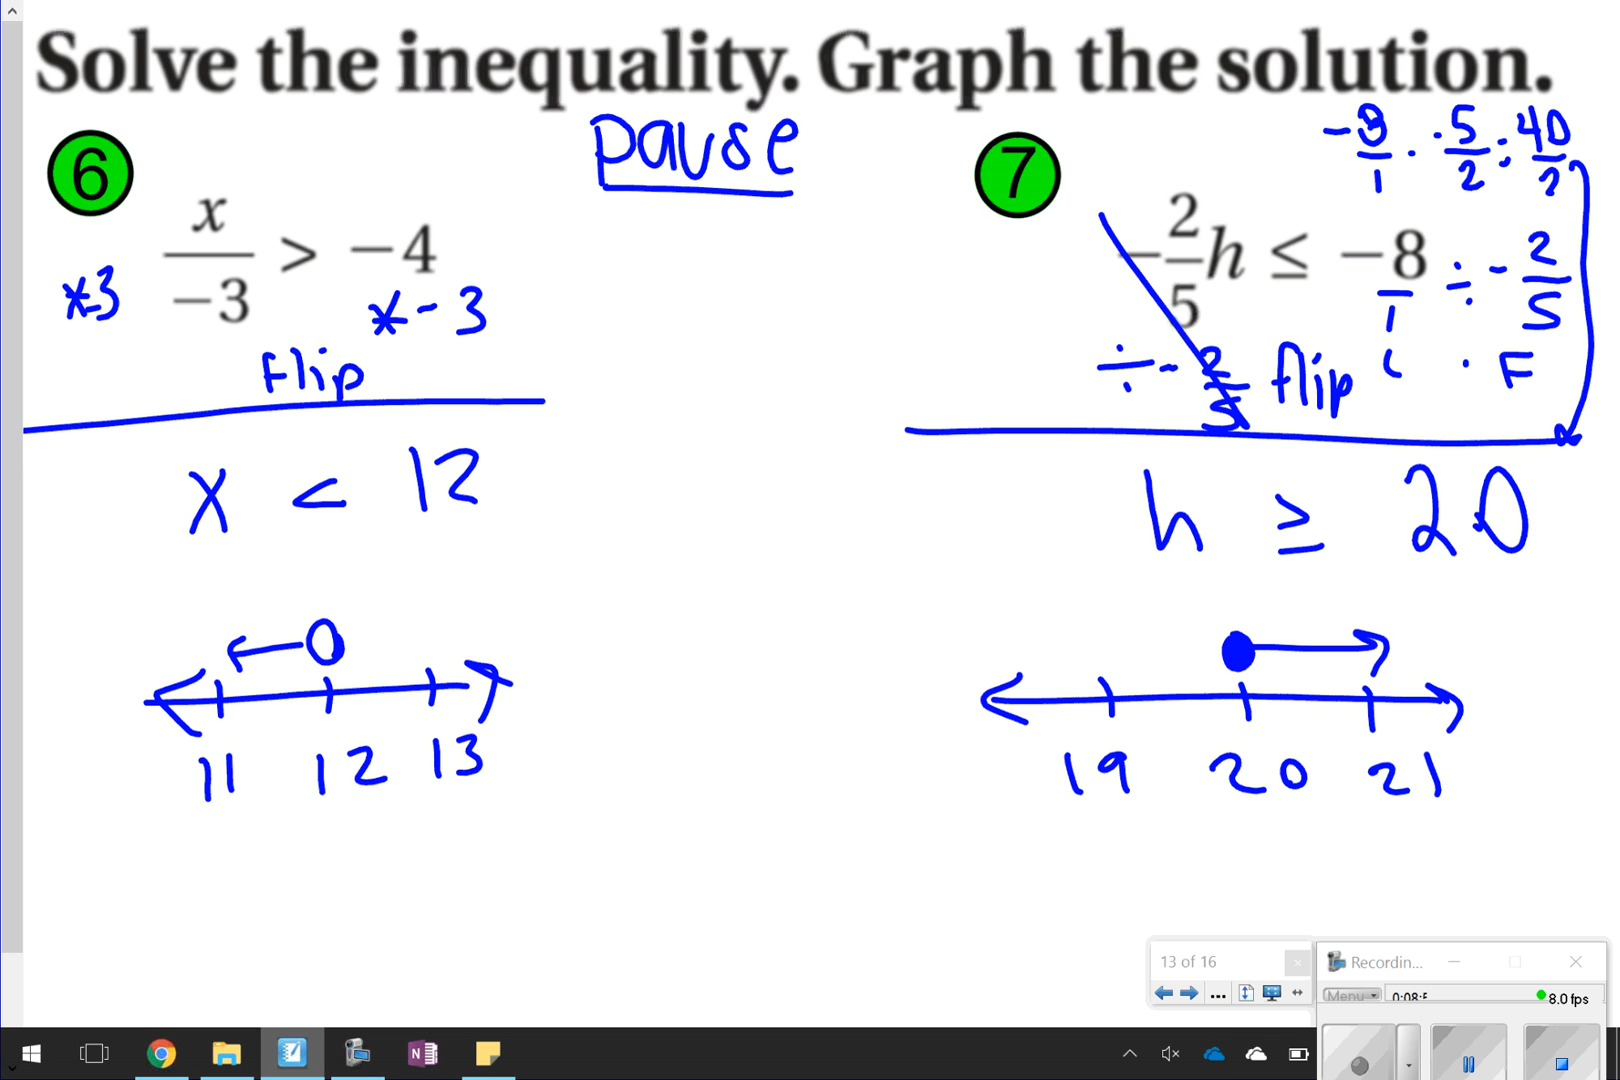 Solve the inequality. Graph the solution.
pause
6
x/-3 > -4
*-3
* - 3
flip
x < 12
11 12 13
7
-8/1 · -5/2 = 40/2
-2/5 h ≤ -8
/1 ÷ - 2/5
÷ - 2/5 flip
· F
h ≥ 20
19 20 21
13 of 16
Recordin...
Menu
8.0 fps